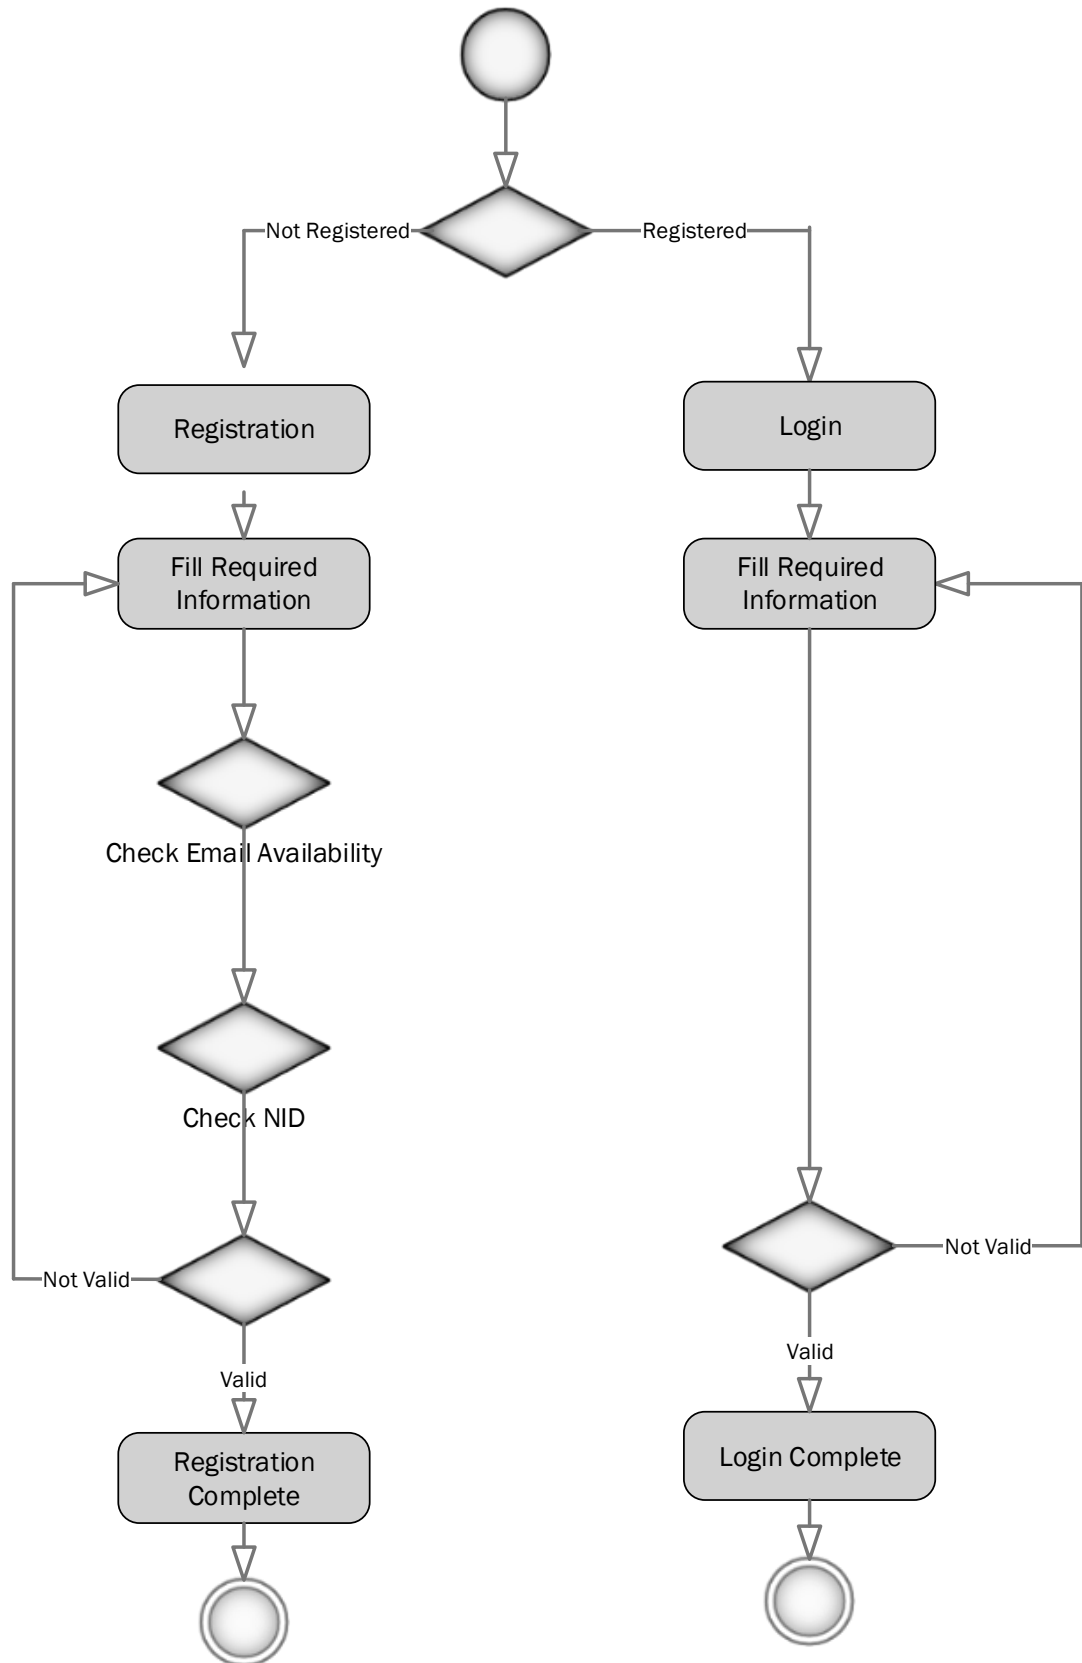 Not Registered
Registered
Registration
Login
Fill Required
Information
Fill Required
Information
Check Email Availability
Check NID
Not Valid
Not Valid
Valid
Valid
Registration
Complete
Login Complete